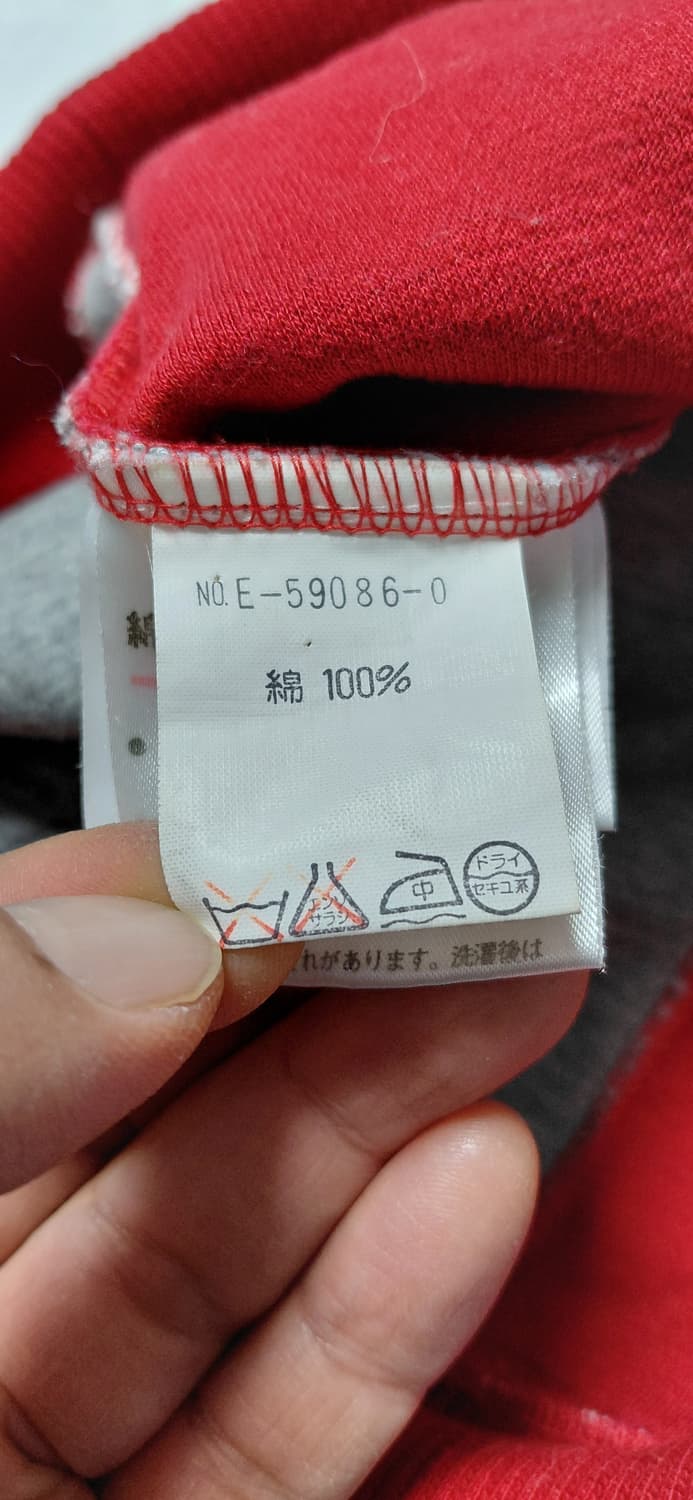 NO. E-59086-0
綿 100%
エンソ
サラシ
中
ドライ
セキユ系
れがあります。洗濯後は
綿